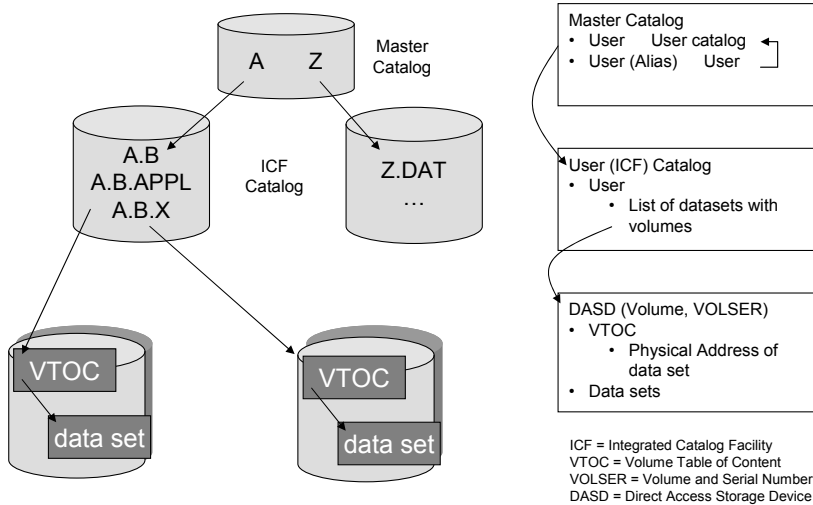 A Z
Master
Catalog
A.B
A.B.APPL
A.B.X
ICF
Catalog
Z.DAT
...
VTOC
data set
VTOC
data set
Master Catalog
• User User catalog
• User (Alias) User
User (ICF) Catalog
• User
• List of datasets with
volumes
DASD (Volume, VOLSER)
• VTOC
• Physical Address of
data set
• Data sets
ICF = Integrated Catalog Facility
VTOC = Volume Table of Content
VOLSER = Volume and Serial Number
DASD = Direct Access Storage Device